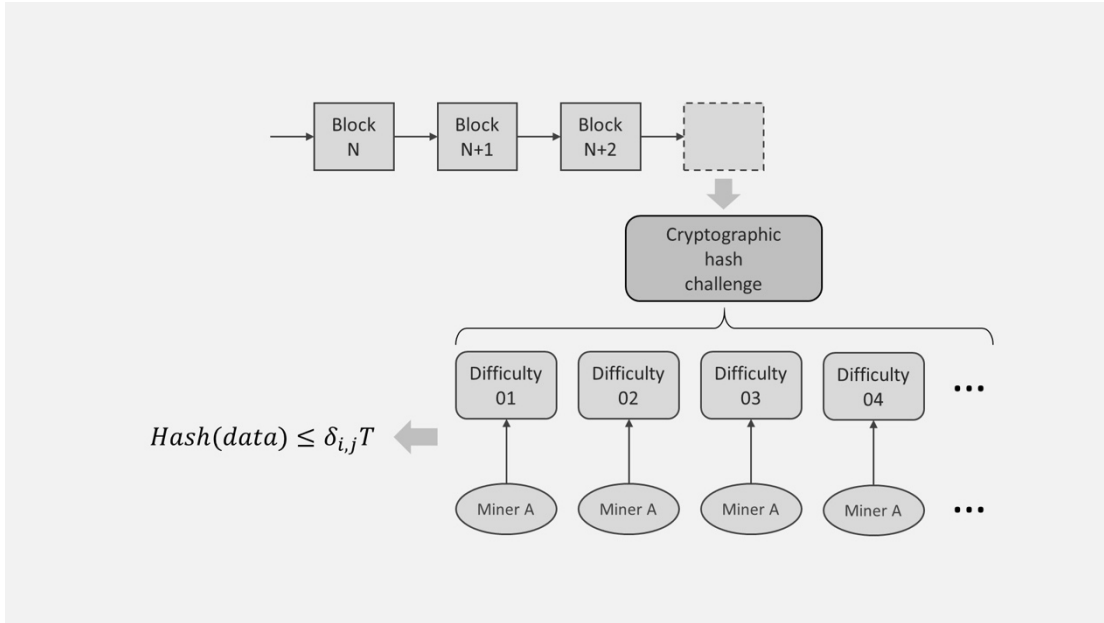 Block
N
Block
N+1
Block
N+2
Cryptographic
hash
challenge
Difficulty
01
Difficulty
02
Difficulty
03
Difficulty
04
...
Hash(data) ≤ δ_{i,j}T
Miner A
Miner A
Miner A
Miner A
...